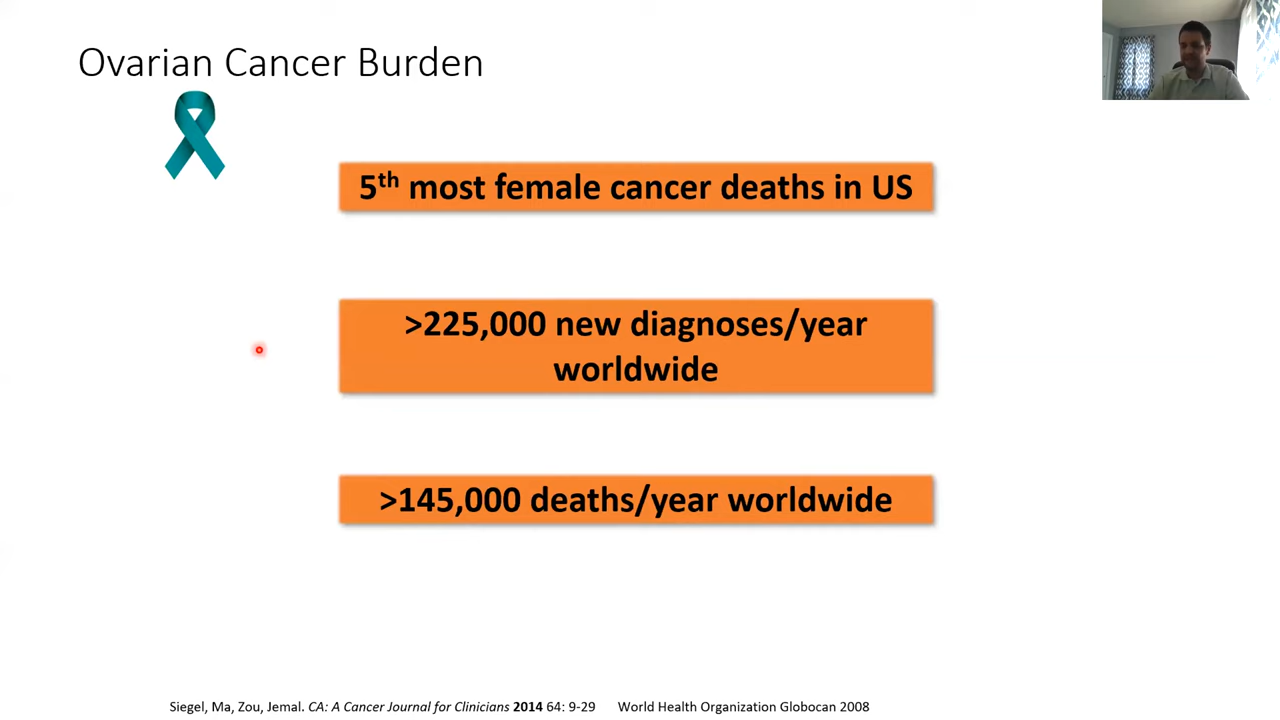 Ovarian Cancer Burden
5th most female cancer deaths in US
>225,000 new diagnoses/year
worldwide
>145,000 deaths/year worldwide
Siegel, Ma, Zou, Jemal. CA: A Cancer Journal for Clinicians 2014 64: 9-29 World Health Organization Globocan 2008